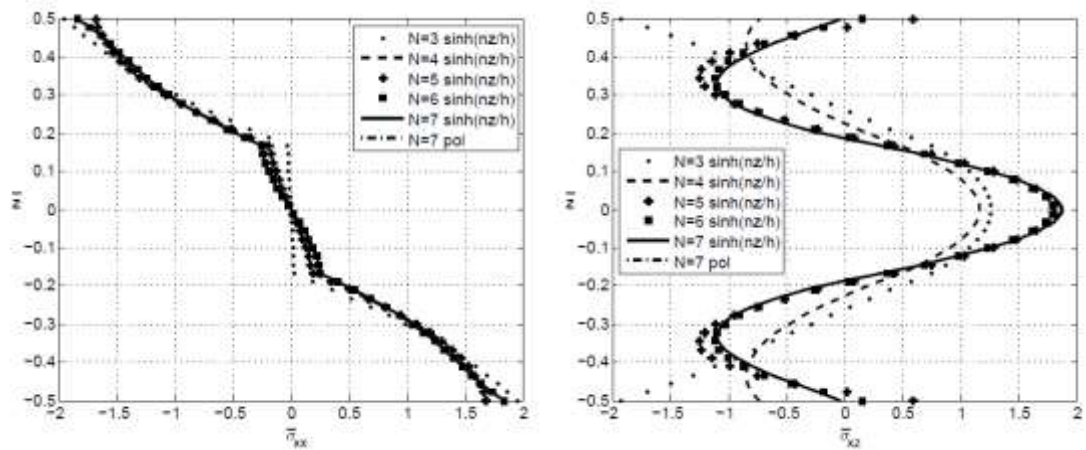 0.5
0.4
0.3
0.2
0.1
0
−0.1
−0.2
−0.3
−0.4
−0.5
−2
−1.5
−1
−0.5
0
0.5
1
1.5
2
σ̅xx
N=3 sinh(nz/h)
N=4 sinh(nz/h)
N=5 sinh(nz/h)
N=6 sinh(nz/h)
N=7 sinh(nz/h)
N=7 pol
0.5
0.4
0.3
0.2
0.1
0
−0.1
−0.2
−0.3
−0.4
−0.5
−2
−1.5
−1
−0.5
0
0.5
1
1.5
2
σ̅xz
N=3 sinh(nz/h)
N=4 sinh(nz/h)
N=5 sinh(nz/h)
N=6 sinh(nz/h)
N=7 sinh(nz/h)
N=7 pol